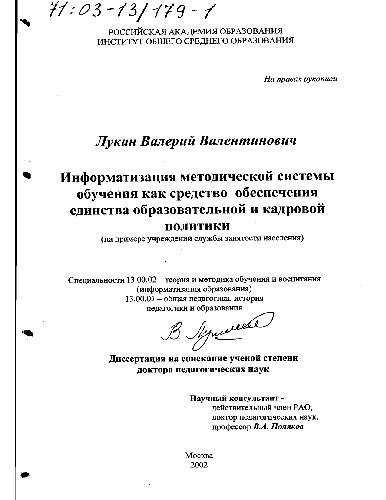 71:03-13/179-1
РОССИЙСКАЯ АКАДЕМИЯ ОБРАЗОВАНИЯ
ИНСТИТУТ ОБЩЕГО СРЕДНЕГО ОБРАЗОВАНИЯ
На правах рукописи
Лукин Валерий Валентинович
Информатизация методической системы
обучения как средство обеспечения
единства образовательной и кадровой
политики
(на примере учреждений службы занятости населения)
Специальности 13.00.02 – теория и методика обучения и воспитания
(информатизация образования)
13.00.01 – общая педагогика, история
педагогики и образования
Диссертация на соискание ученой степени
доктора педагогических наук
Научный консультант -
действительный член РАО,
доктор педагогических наук,
профессор В.А. Поляков
Москва
2002